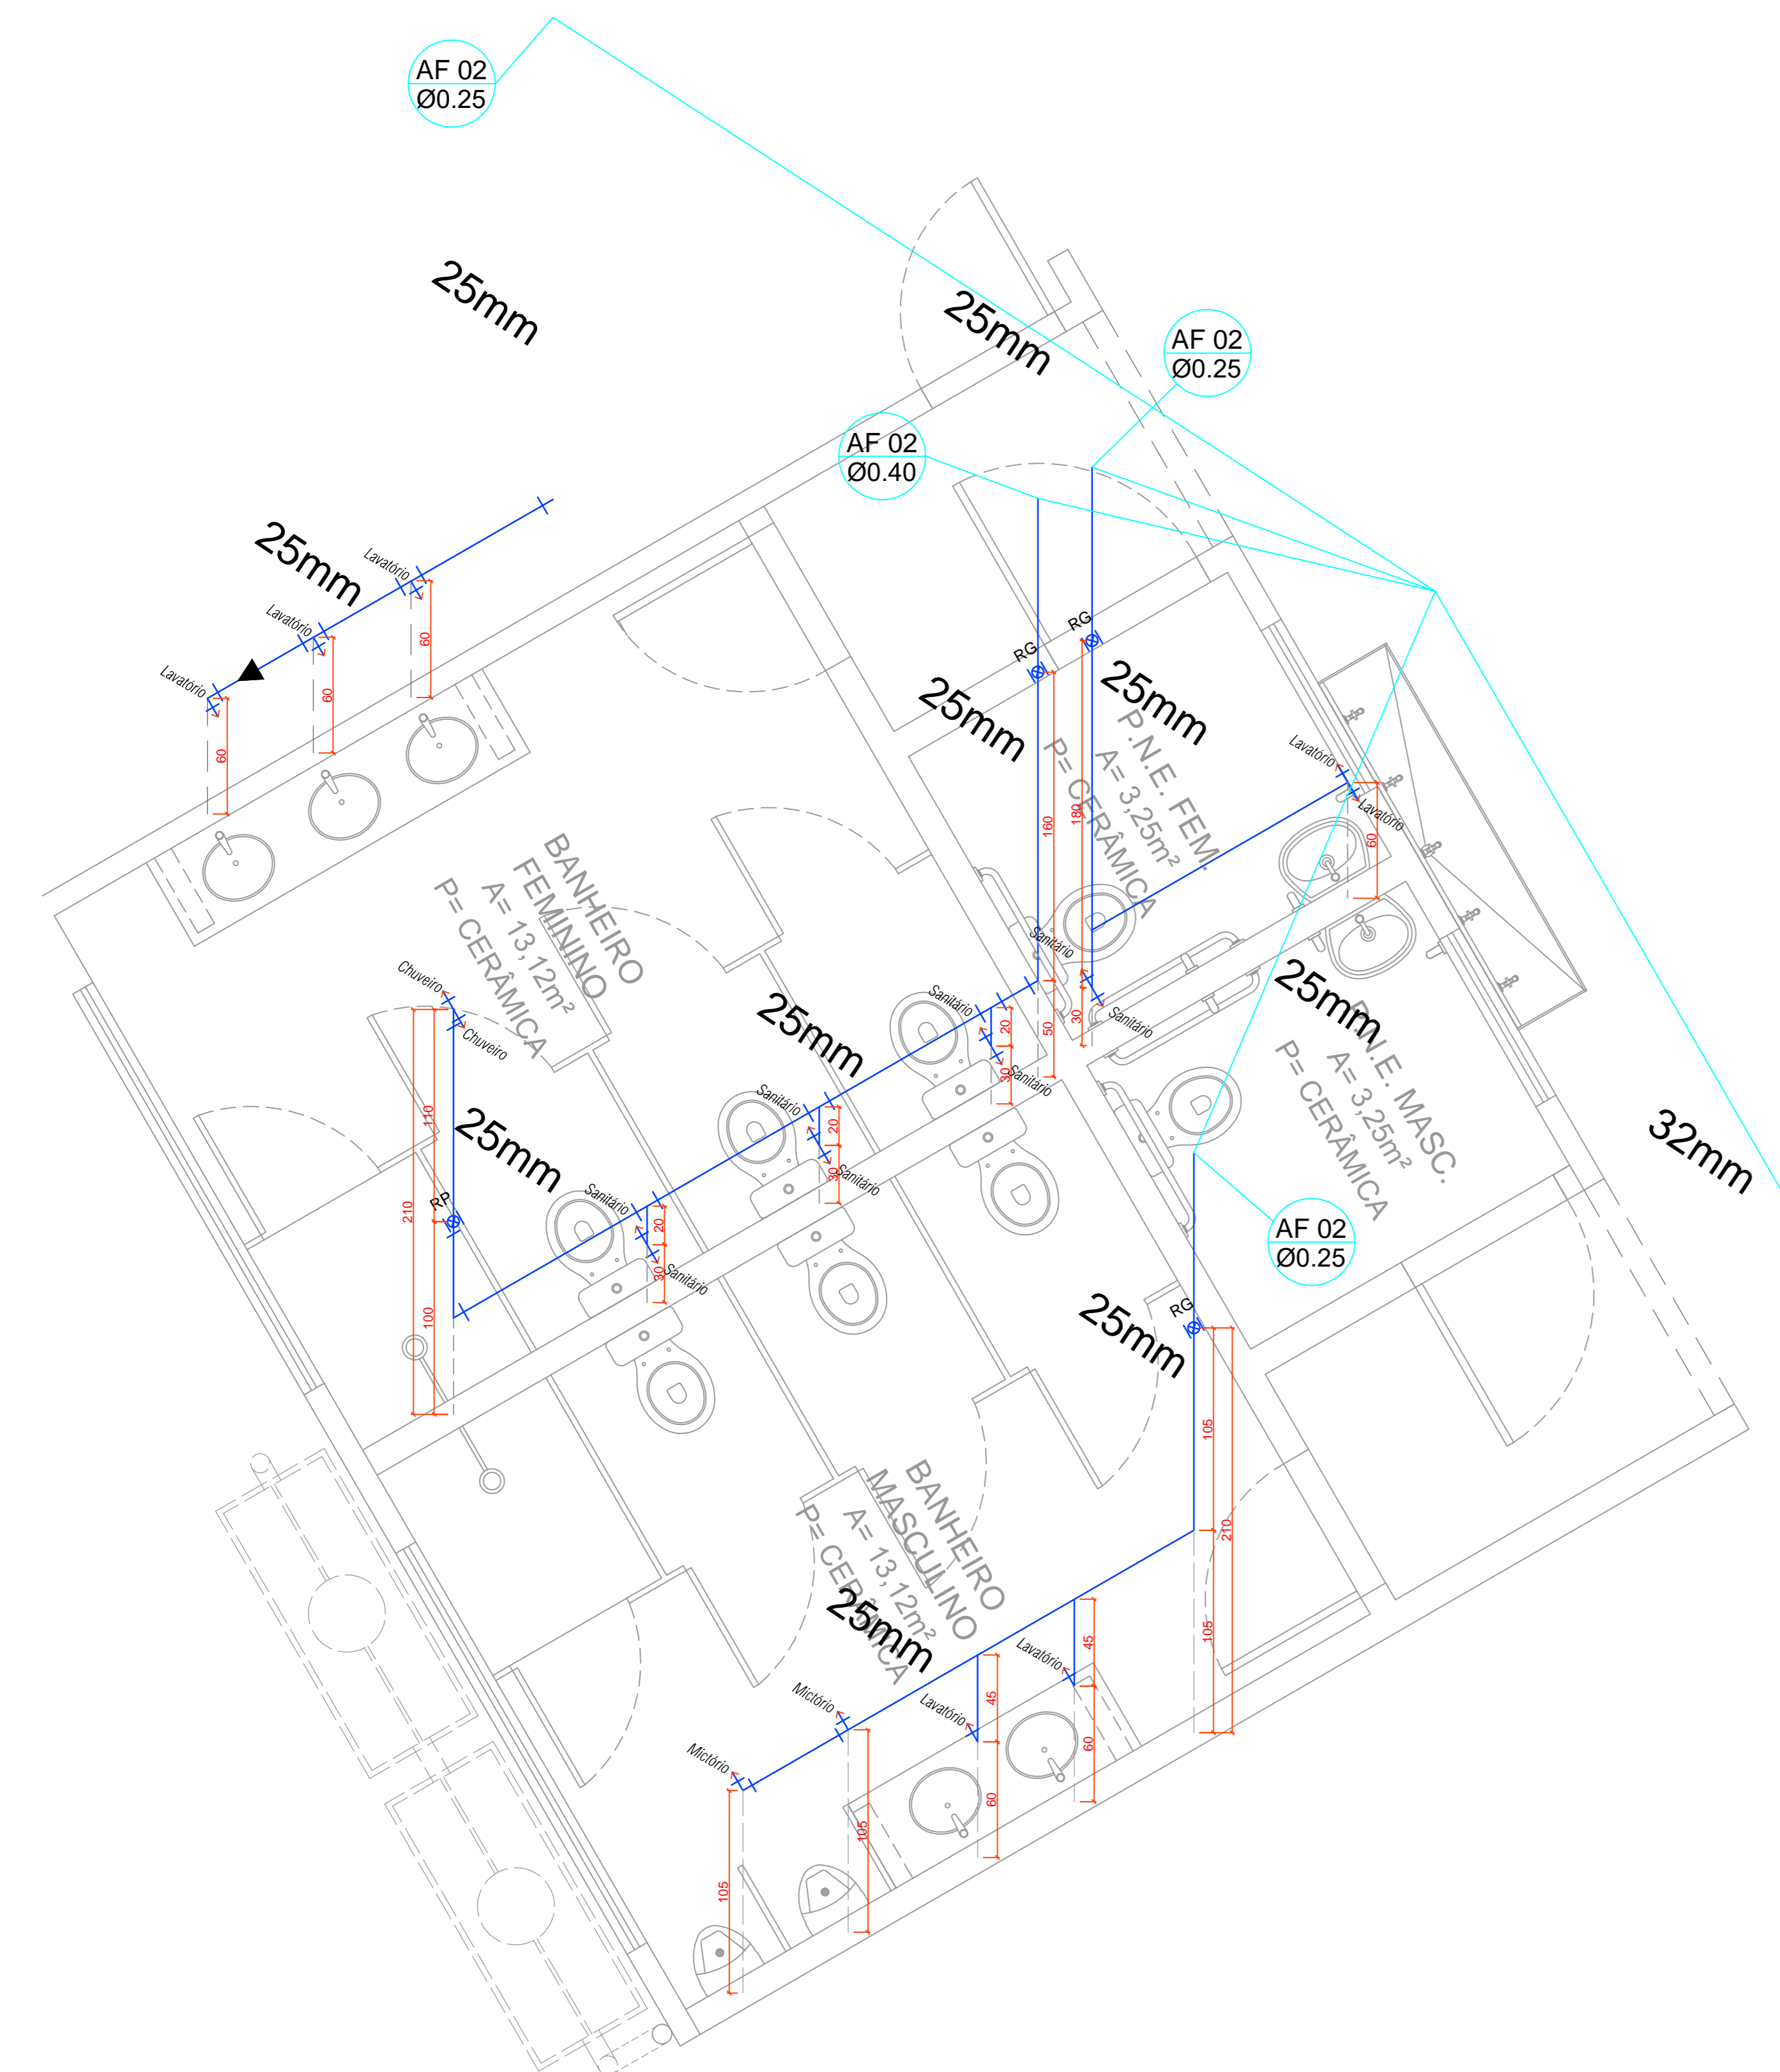 AF 02
Ø0.25
25mm
25mm
AF 02
Ø0.25
AF 02
Ø0.40
25mm
Lavatório
Lavatório
Lavatório
60
60
60
RG
RG
25mm
25mm
P.N.E. FEM.
A= 3,25m²
P= CERÂMICA
Lavatório
Lavatório
60
160
180
BANHEIRO
FEMININO
A= 13,12m²
P= CERÂMICA
Sanitário
Sanitário
30
50
25mm
P.N.E. MASC.
A= 3,25m²
P= CERÂMICA
32mm
Chuveiro
Chuveiro
25mm
Sanitário
20
30
Sanitário
Sanitário
20
30
Sanitário
Sanitário
20
30
Sanitário
110
210
100
RP
25mm
AF 02
Ø0.25
RG
25mm
105
210
105
BANHEIRO
MASCULINO
A= 13,12m²
P= CERÂMICA
25mm
Lavatório
45
60
Lavatório
45
60
Mictório
105
Mictório
105